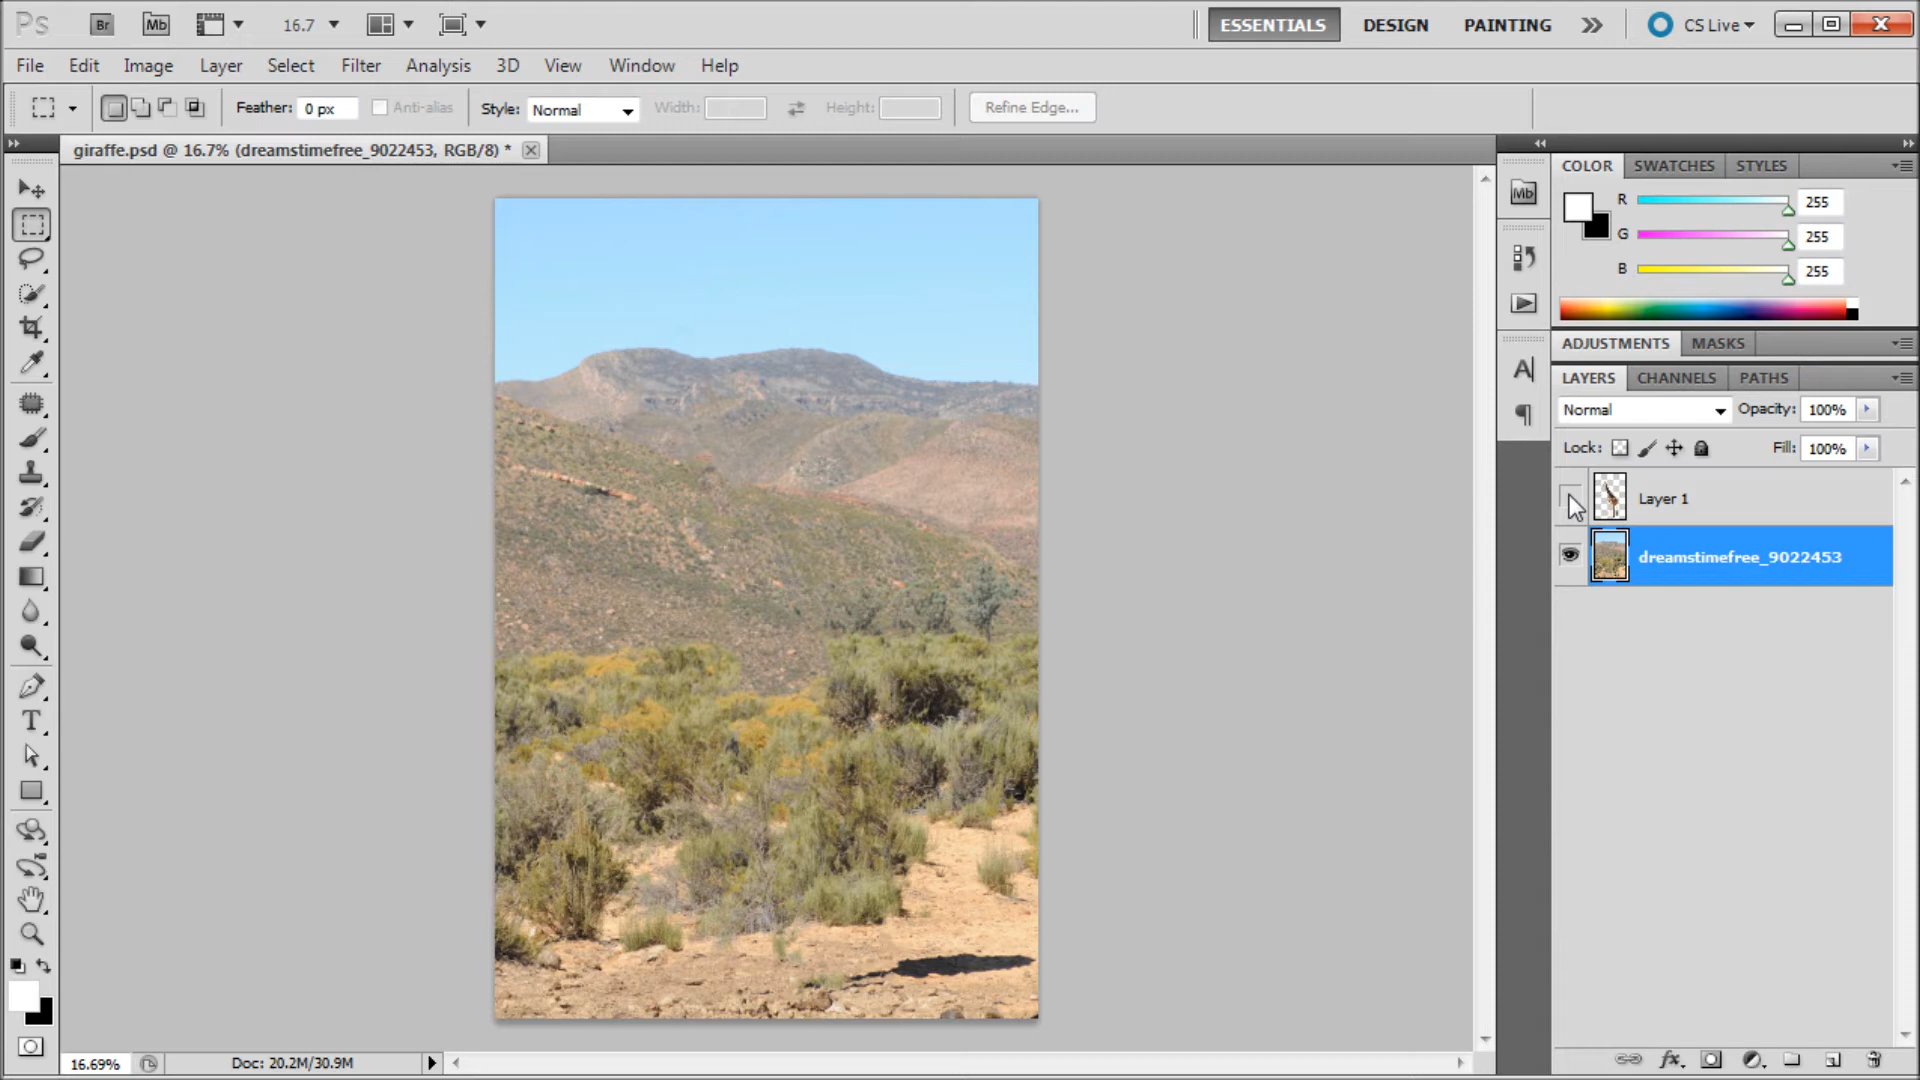 Ps Br Mb 16.7 ESSENTIALS DESIGN PAINTING CS Live
File Edit Image Layer Select Filter Analysis 3D View Window Help
Feather: 0 px Anti-alias Style: Normal Width: Height: Refine Edge...
giraffe.psd @ 16.7% (dreamstimefree_9022453, RGB/8) *
COLOR SWATCHES STYLES
Mb
R 255
G 255
B 255
ADJUSTMENTS MASKS
LAYERS CHANNELS PATHS
Normal Opacity: 100%
Lock: Fill: 100%
Layer 1
dreamstimefree_9022453
16.69% Doc: 20.2M/30.9M